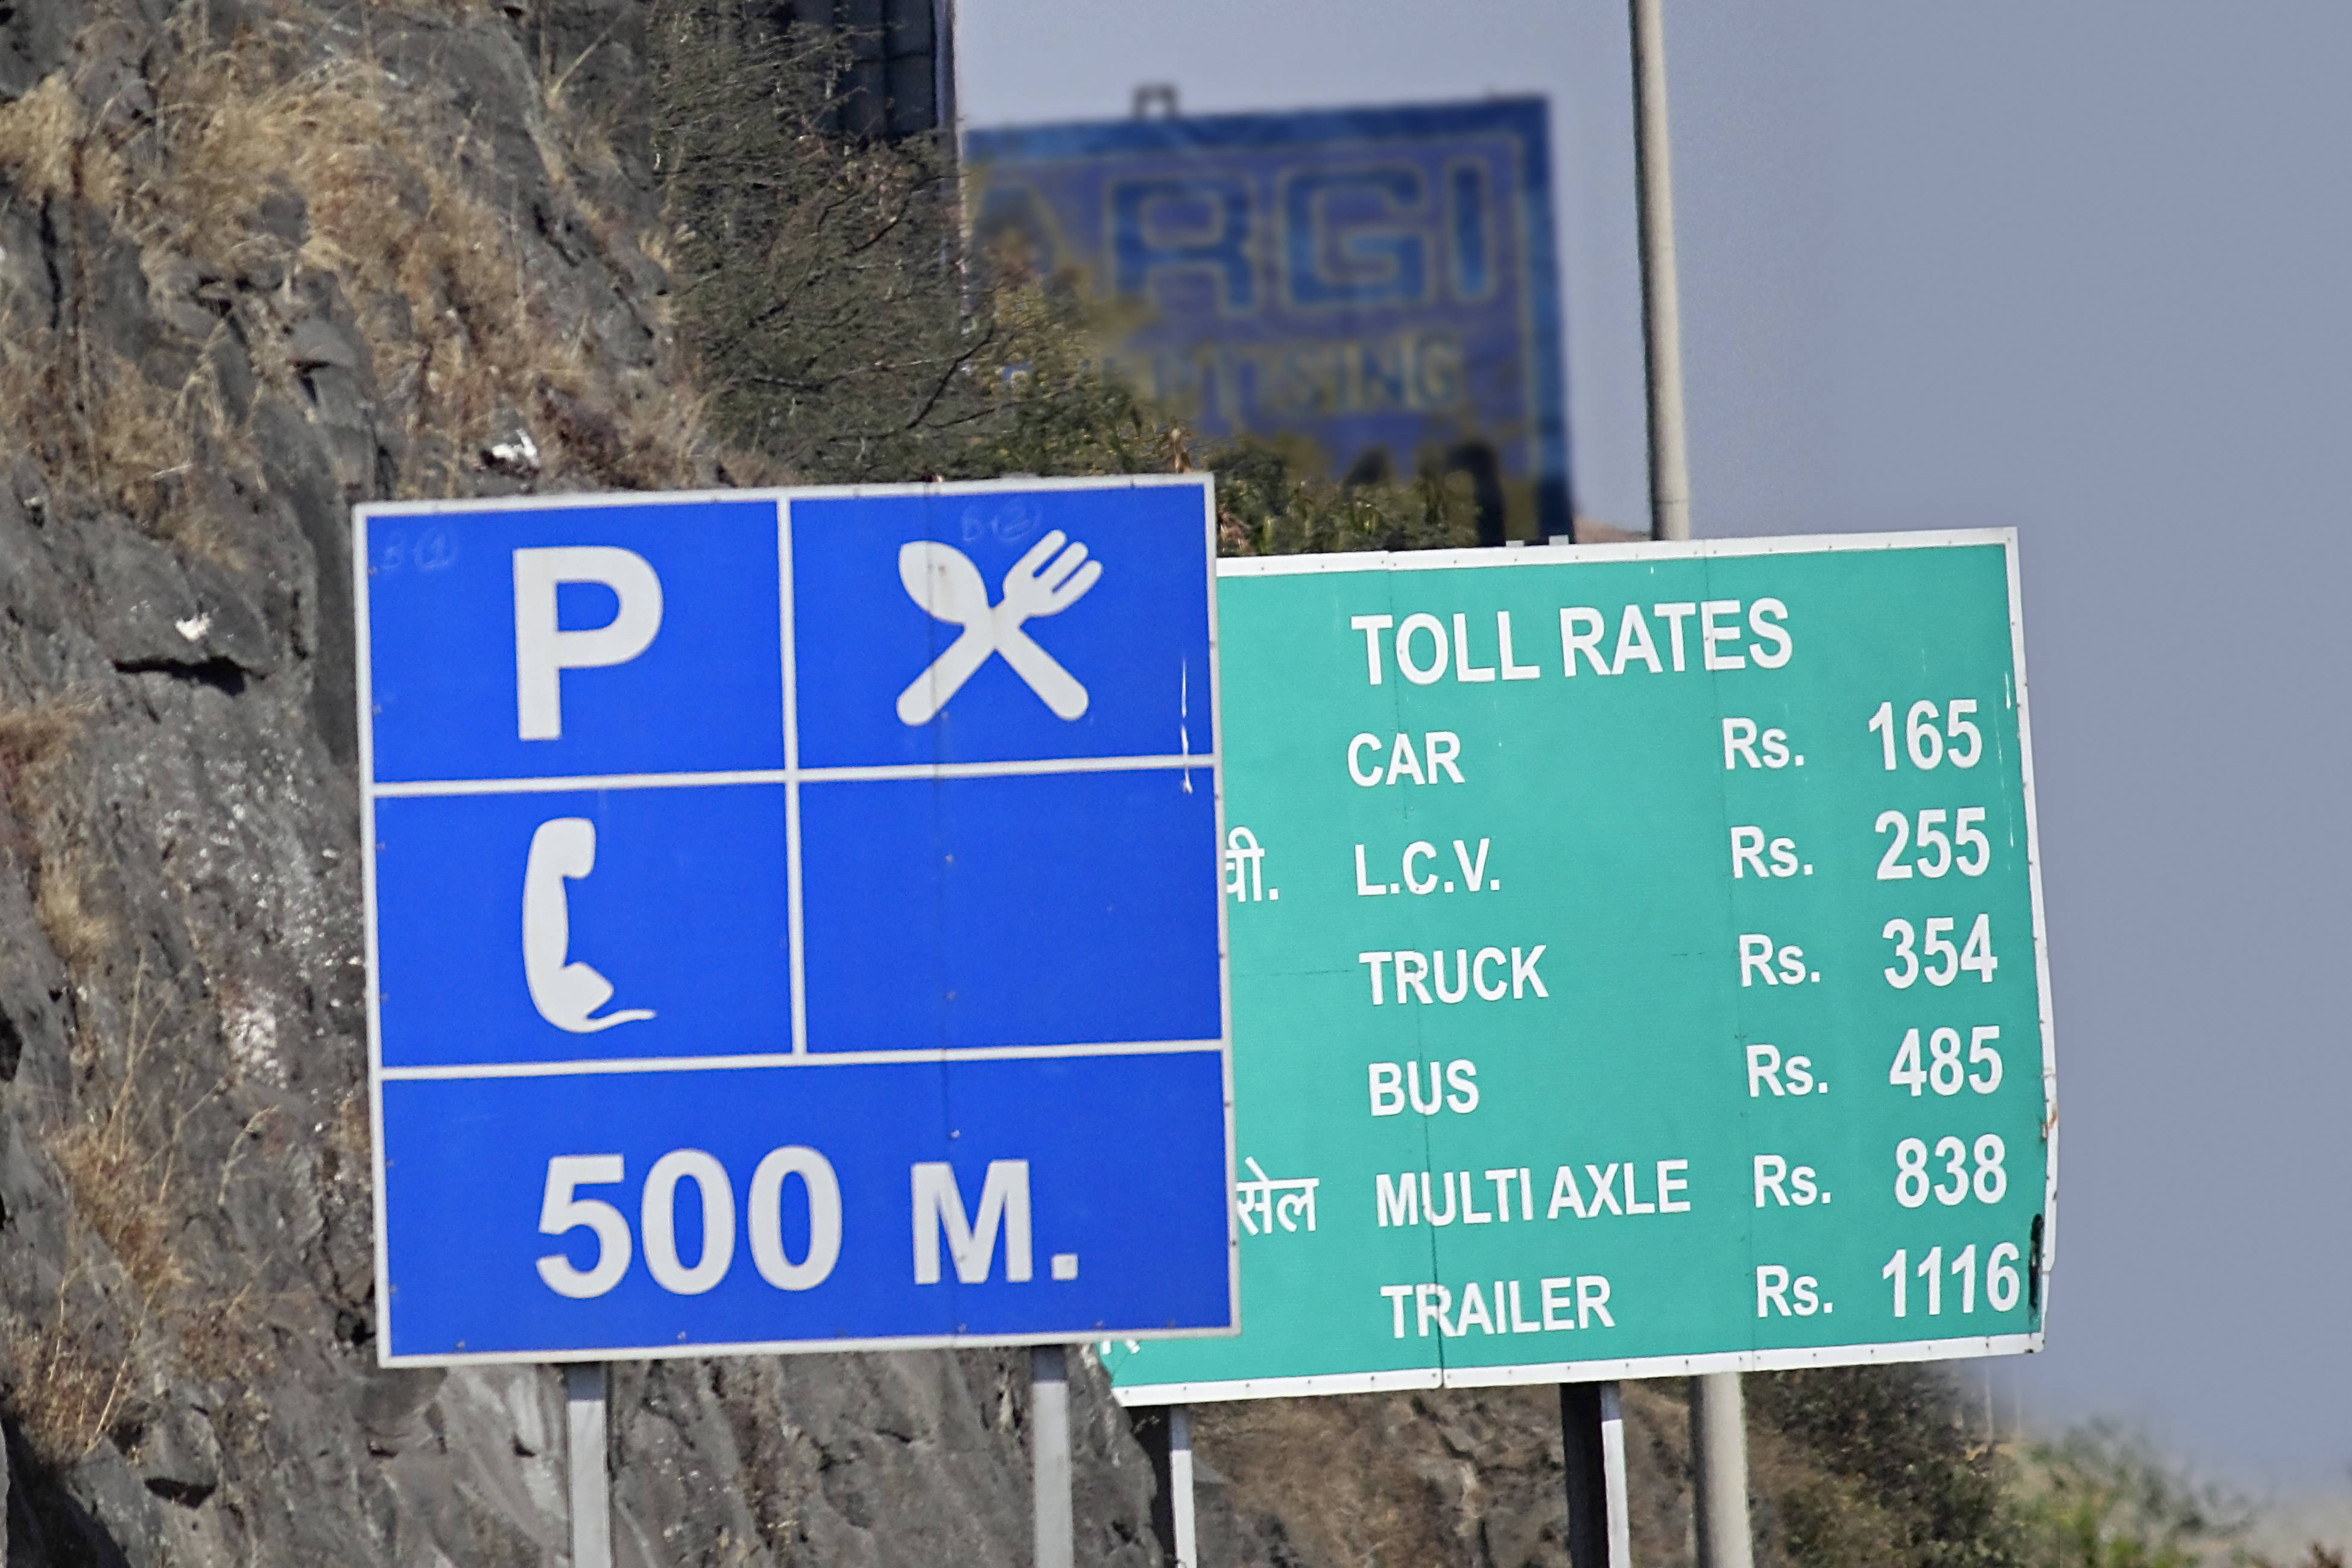 ARGI
P
500 M.
TOLL RATES
CAR Rs. 165
वी. L.C.V. Rs. 255
TRUCK Rs. 354
BUS Rs. 485
सेल MULTI AXLE Rs. 838
TRAILER Rs. 1116